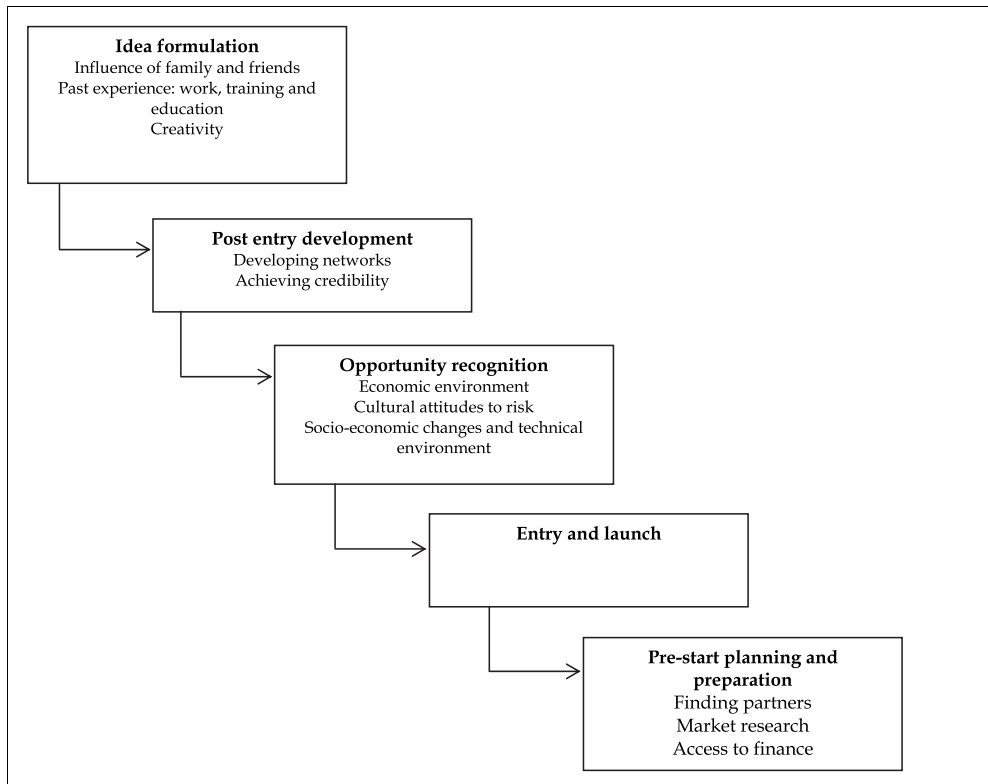 Idea formulation
Influence of family and friends
Past experience: work, training and
education
Creativity
Post entry development
Developing networks
Achieving credibility
Opportunity recognition
Economic environment
Cultural attitudes to risk
Socio-economic changes and technical
environment
Entry and launch
Pre-start planning and
preparation
Finding partners
Market research
Access to finance